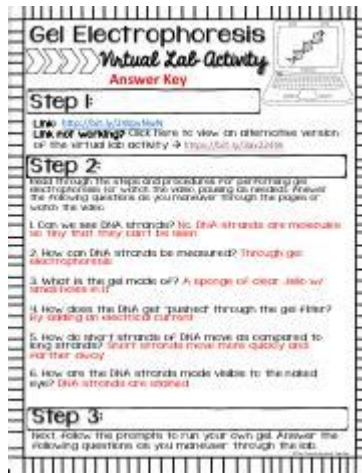 Gel Electrophoresis
Virtual Lab Activity
Answer Key
Step 1:
Link:
Link not working? Click here to view an alternative version
of the virtual lab activity →
Step 2:
Read through the steps and procedures for performing gel
electrophoresis (or watch the video, pausing as needed). Answer
the following questions as you maneuver through the pages or
watch the video.
1. Can we see DNA strands? No, DNA strands are molecules
so tiny that they can't be seen
2. How can DNA strands be measured? Through gel
electrophoresis
3. What is the gel made of? A sponge of clear Jello w/
small holes in it
4. How does the DNA get "pushed" through the gel filter?
By adding an electrical current
5. How do short strands of DNA move as compared to
long strands? Short strands move more quickly and
farther away
6. How are the DNA strands made visible to the naked
eye? DNA strands are stained
Step 3:
Next, follow the prompts to run your own gel. Answer the
following questions as you maneuver through the lab.